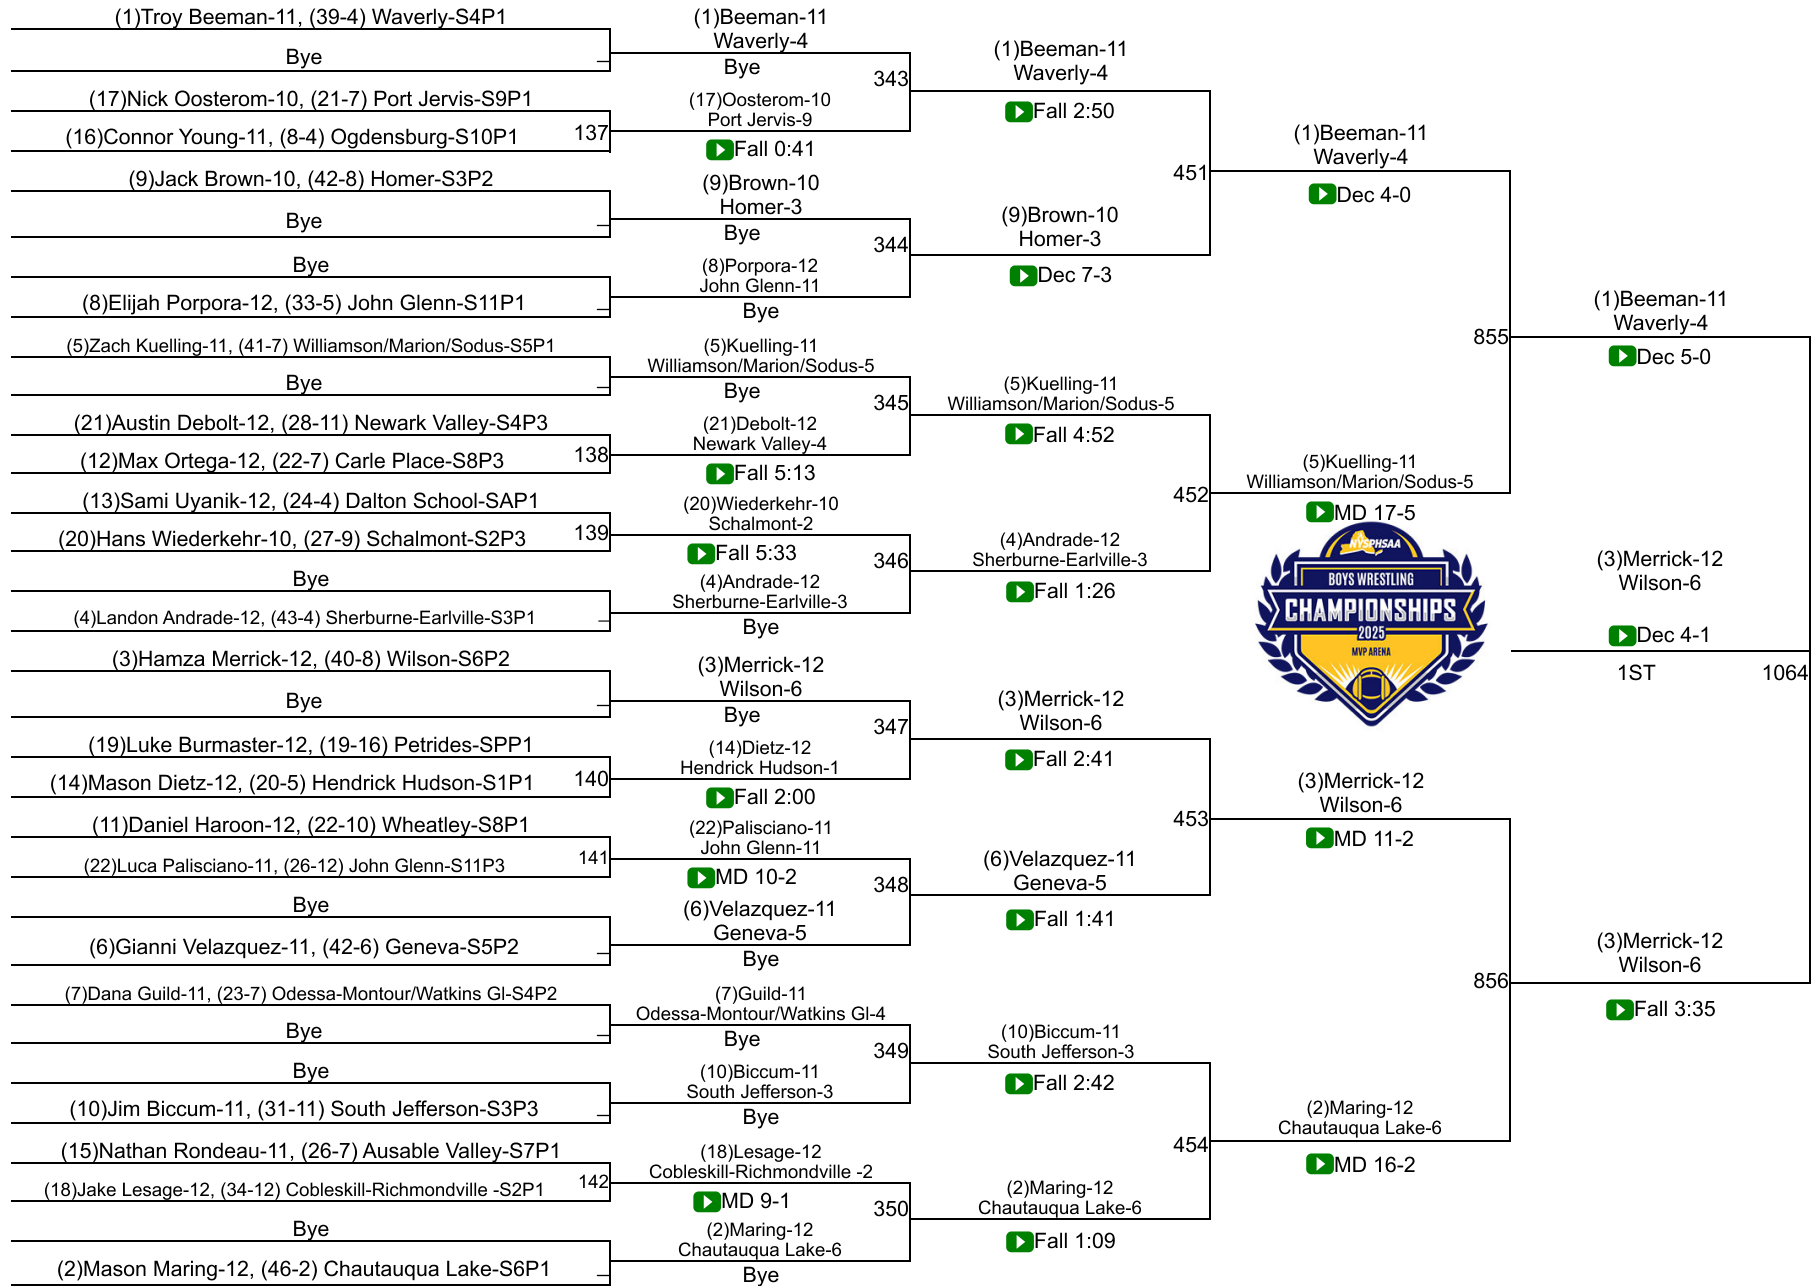 (1)Troy Beeman-11, (39-4) Waverly-S4P1
Bye
(17)Nick Oosterom-10, (21-7) Port Jervis-S9P1
(16)Connor Young-11, (8-4) Ogdensburg-S10P1
137
(9)Jack Brown-10, (42-8) Homer-S3P2
Bye
Bye
(8)Elijah Porpora-12, (33-5) John Glenn-S11P1
(5)Zach Kuelling-11, (41-7) Williamson/Marion/Sodus-S5P1
Bye
(21)Austin Debolt-12, (28-11) Newark Valley-S4P3
(12)Max Ortega-12, (22-7) Carle Place-S8P3
138
(13)Sami Uyanik-12, (24-4) Dalton School-SAP1
(20)Hans Wiederkehr-10, (27-9) Schalmont-S2P3
139
Bye
(4)Landon Andrade-12, (43-4) Sherburne-Earlville-S3P1
(3)Hamza Merrick-12, (40-8) Wilson-S6P2
Bye
(19)Luke Burmaster-12, (19-16) Petrides-SPP1
(14)Mason Dietz-12, (20-5) Hendrick Hudson-S1P1
140
(11)Daniel Haroon-12, (22-10) Wheatley-S8P1
(22)Luca Palisciano-11, (26-12) John Glenn-S11P3
141
Bye
(6)Gianni Velazquez-11, (42-6) Geneva-S5P2
(7)Dana Guild-11, (23-7) Odessa-Montour/Watkins Gl-S4P2
Bye
Bye
(10)Jim Biccum-11, (31-11) South Jefferson-S3P3
(15)Nathan Rondeau-11, (26-7) Ausable Valley-S7P1
(18)Jake Lesage-12, (34-12) Cobleskill-Richmondville -S2P1
142
Bye
(2)Mason Maring-12, (46-2) Chautauqua Lake-S6P1
(1)Beeman-11
Waverly-4
Bye
343
(17)Oosterom-10
Port Jervis-9
Fall 0:41
(9)Brown-10
Homer-3
Bye
344
(8)Porpora-12
John Glenn-11
Bye
(5)Kuelling-11
Williamson/Marion/Sodus-5
Bye
345
(21)Debolt-12
Newark Valley-4
Fall 5:13
(20)Wiederkehr-10
Schalmont-2
Fall 5:33
346
(4)Andrade-12
Sherburne-Earlville-3
Bye
(3)Merrick-12
Wilson-6
Bye
347
(14)Dietz-12
Hendrick Hudson-1
Fall 2:00
(22)Palisciano-11
John Glenn-11
MD 10-2
348
(6)Velazquez-11
Geneva-5
Bye
(7)Guild-11
Odessa-Montour/Watkins Gl-4
Bye
349
(10)Biccum-11
South Jefferson-3
Bye
(18)Lesage-12
Cobleskill-Richmondville -2
MD 9-1
350
(2)Maring-12
Chautauqua Lake-6
Bye
(1)Beeman-11
Waverly-4
Fall 2:50
451
(9)Brown-10
Homer-3
Dec 7-3
(5)Kuelling-11
Williamson/Marion/Sodus-5
Fall 4:52
452
(4)Andrade-12
Sherburne-Earlville-3
Fall 1:26
(3)Merrick-12
Wilson-6
Fall 2:41
453
(6)Velazquez-11
Geneva-5
Fall 1:41
(10)Biccum-11
South Jefferson-3
Fall 2:42
454
(2)Maring-12
Chautauqua Lake-6
Fall 1:09
(1)Beeman-11
Waverly-4
Dec 4-0
855
(5)Kuelling-11
Williamson/Marion/Sodus-5
MD 17-5
NYSPHSAA
BOYS WRESTLING
CHAMPIONSHIPS
2025
MVP ARENA
(3)Merrick-12
Wilson-6
MD 11-2
856
(2)Maring-12
Chautauqua Lake-6
MD 16-2
(1)Beeman-11
Waverly-4
Dec 5-0
(3)Merrick-12
Wilson-6
Dec 4-1
1ST
1064
(3)Merrick-12
Wilson-6
Fall 3:35